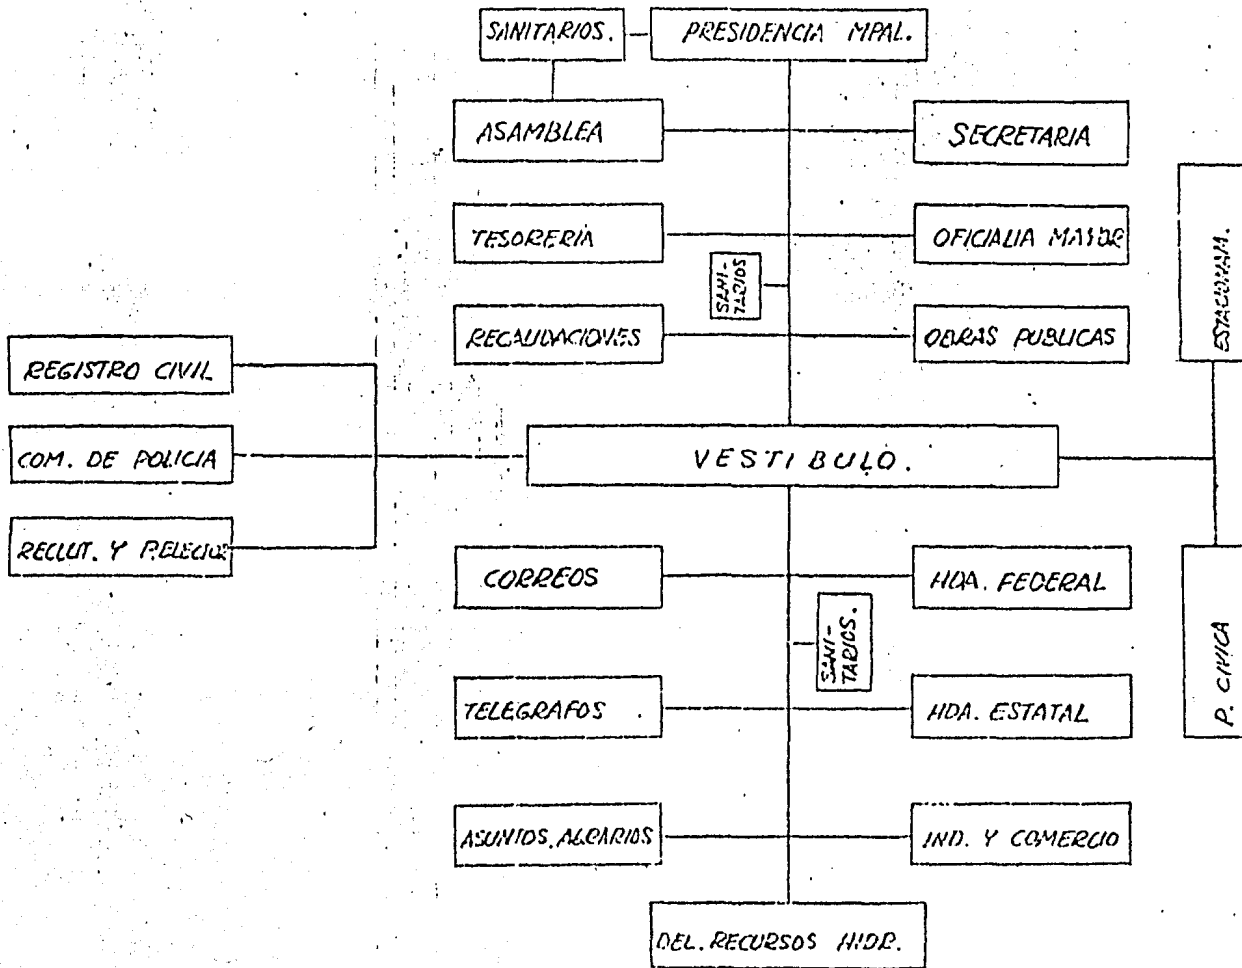 SANITARIOS.
PRESIDENCIA MPAL.
ASAMBLEA
SECRETARIA
TESORERIA
OFICIALIA MAYOR
SANI-
TARIOS
ESTACIONAM.
RECAUDACIONES
OBRAS PUBLICAS
REGISTRO CIVIL
COM. DE POLICIA
VESTIBULO.
RECLUT. Y
CORREOS
HDA. FEDERAL
SANI-
TARIOS.
P. CIVICA
TELEGRAFOS
HDA. ESTATAL
ASUNTOS. AGRARIOS
IND. Y COMERCIO
DEL. RECURSOS HIDR.